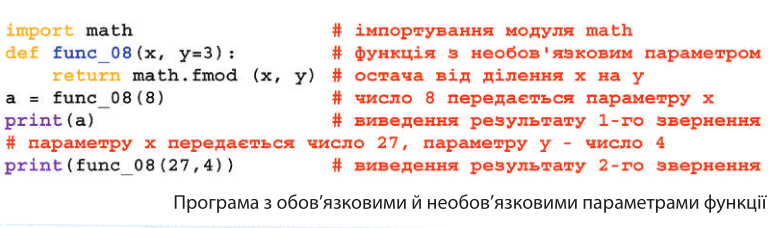 import math # імпортування модуля math
def func_08(x, y=3): # функція з необов'язковим параметром
    return math.fmod (x, y) # остача від ділення x на y
a = func_08(8) # число 8 передається параметру x
print(a) # виведення результату 1-го звернення
# параметру x передається число 27, параметру y - число 4
print(func_08(27,4)) # виведення результату 2-го звернення
Програма з обов’язковими й необов’язковими параметрами функції